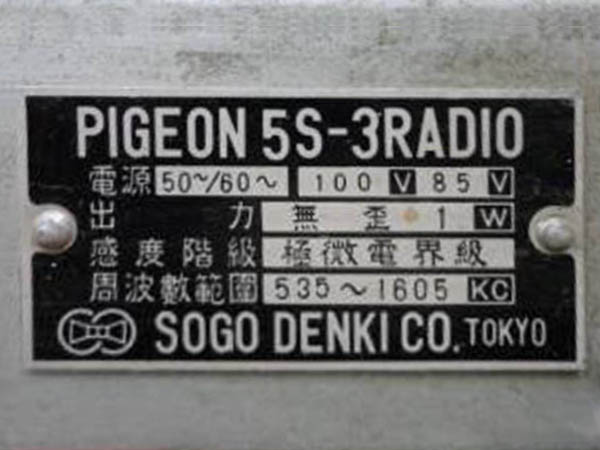 PIGEON 5S-3RADIO
電源 50~/60~ 100 V 85 V
出力 無歪 1 W
感度階級 極微電界級
周波數範囲 535~1605 KC
SOGO DENKI CO. TOKYO